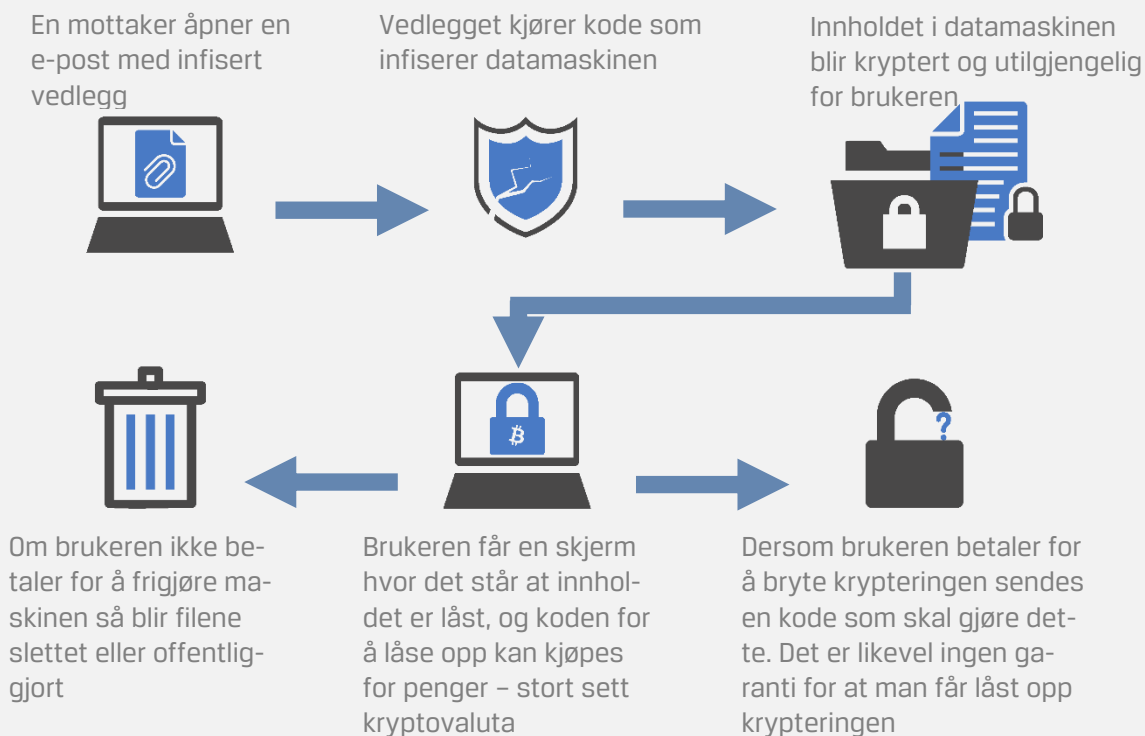 En mottaker åpner en
e-post med infisert
vedlegg
Vedlegget kjører kode som
infiserer datamaskinen
Innholdet i datamaskinen
blir kryptert og utilgjengelig
for brukeren
?
Om brukeren ikke be-
taler for å frigjøre ma-
skinen så blir filene
slettet eller offentlig-
gjort
Brukeren får en skjerm
hvor det står at innhol-
det er låst, og koden for
å låse opp kan kjøpes
for penger – stort sett
kryptovaluta
Dersom brukeren betaler for
å bryte krypteringen sendes
en kode som skal gjøre det-
te. Det er likevel ingen ga-
ranti for at man får låst opp
krypteringen